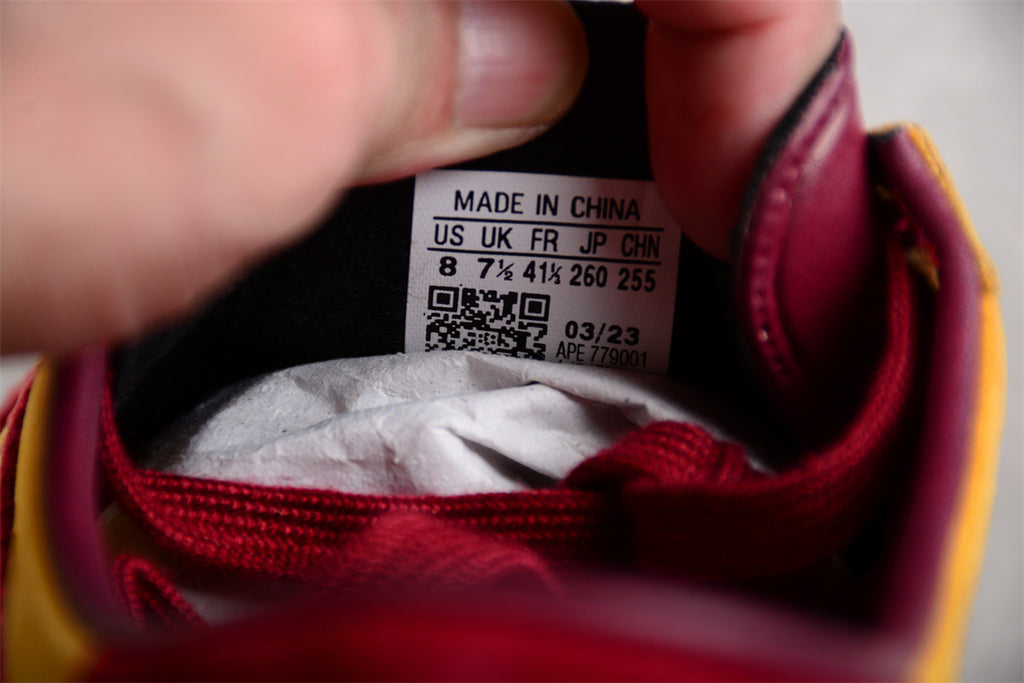 MADE IN CHINA
US UK FR JP CHN
8 7½ 41⅓ 260 255
03/23
APE 779001